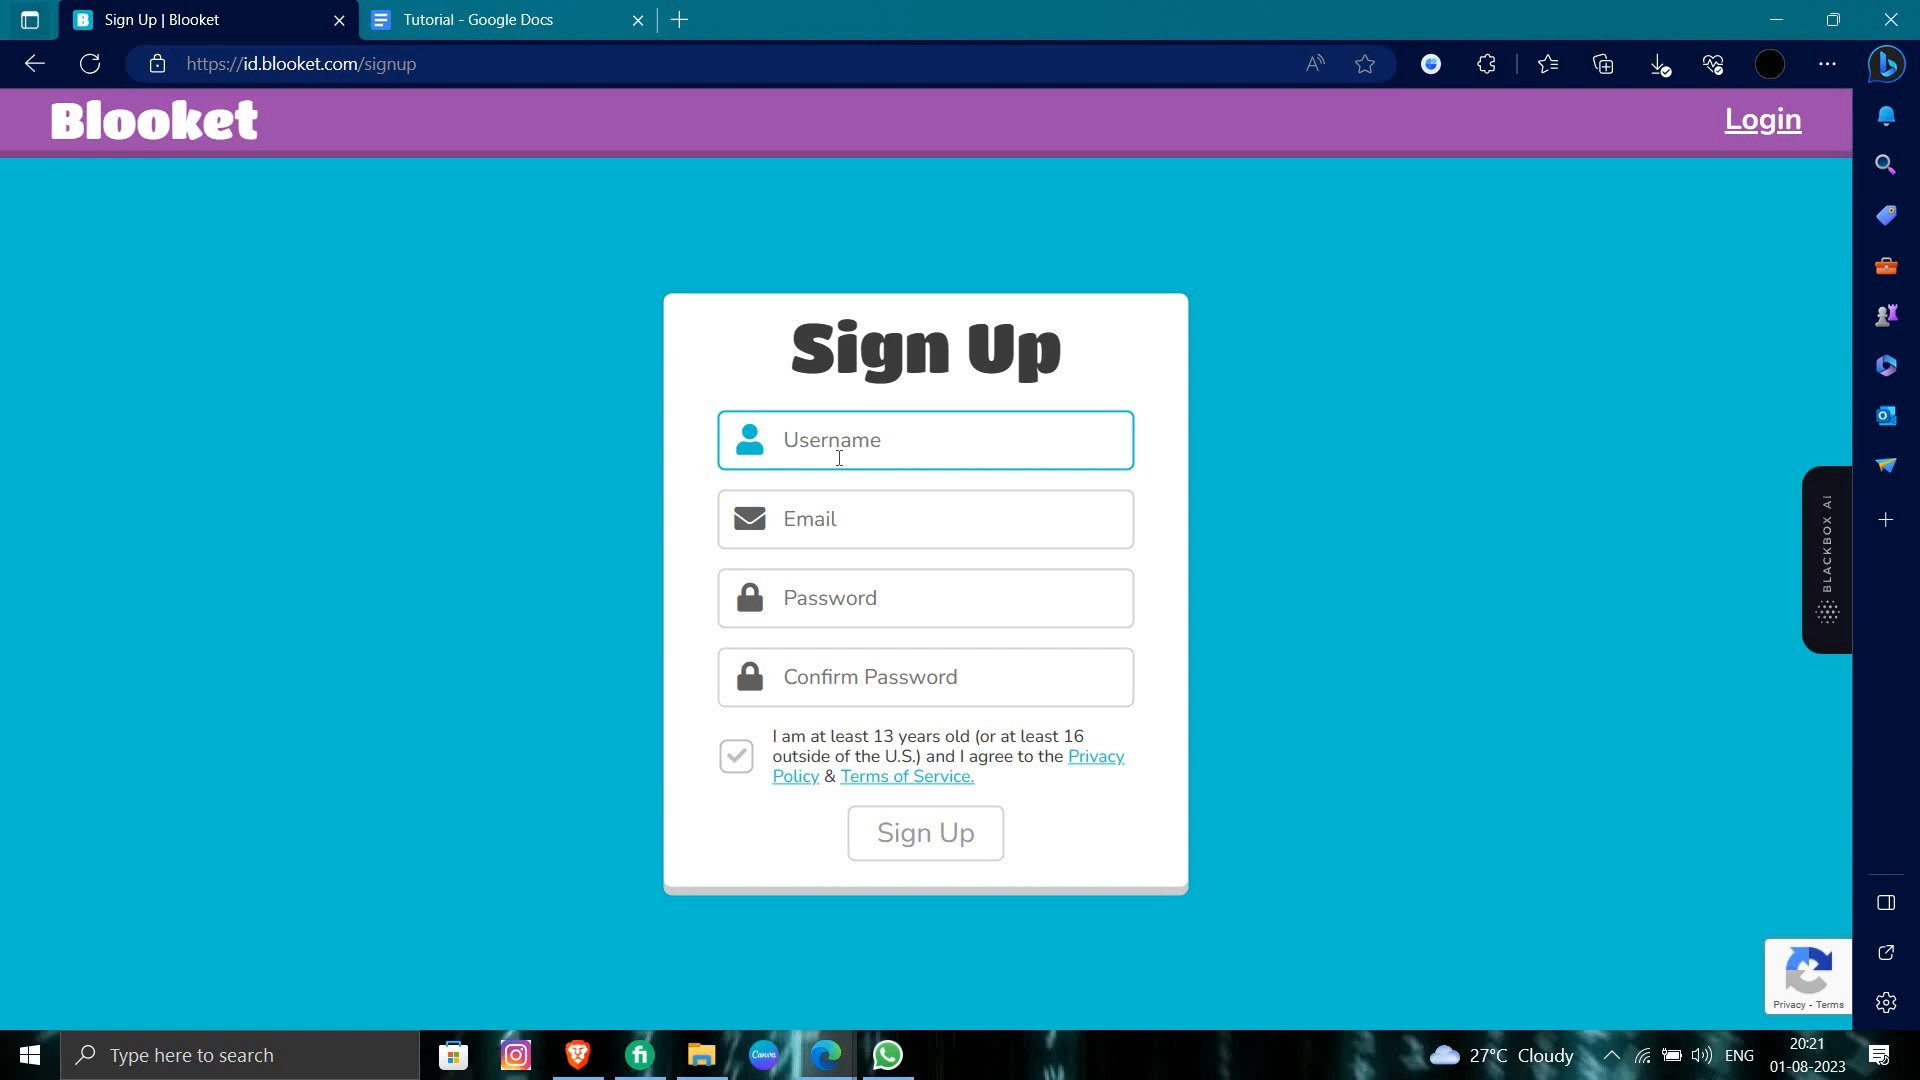 Sign Up | Blooket
Tutorial - Google Docs
https://id.blooket.com/signup
Blooket
Login
Sign Up
Username
Email
Password
Confirm Password
I am at least 13 years old (or at least 16
outside of the U.S.) and I agree to the Privacy
Policy & Terms of Service.
Sign Up
BLACKBOX AI
Privacy - Terms
Type here to search
Canva
27°C Cloudy
ENG
20:21
01-08-2023